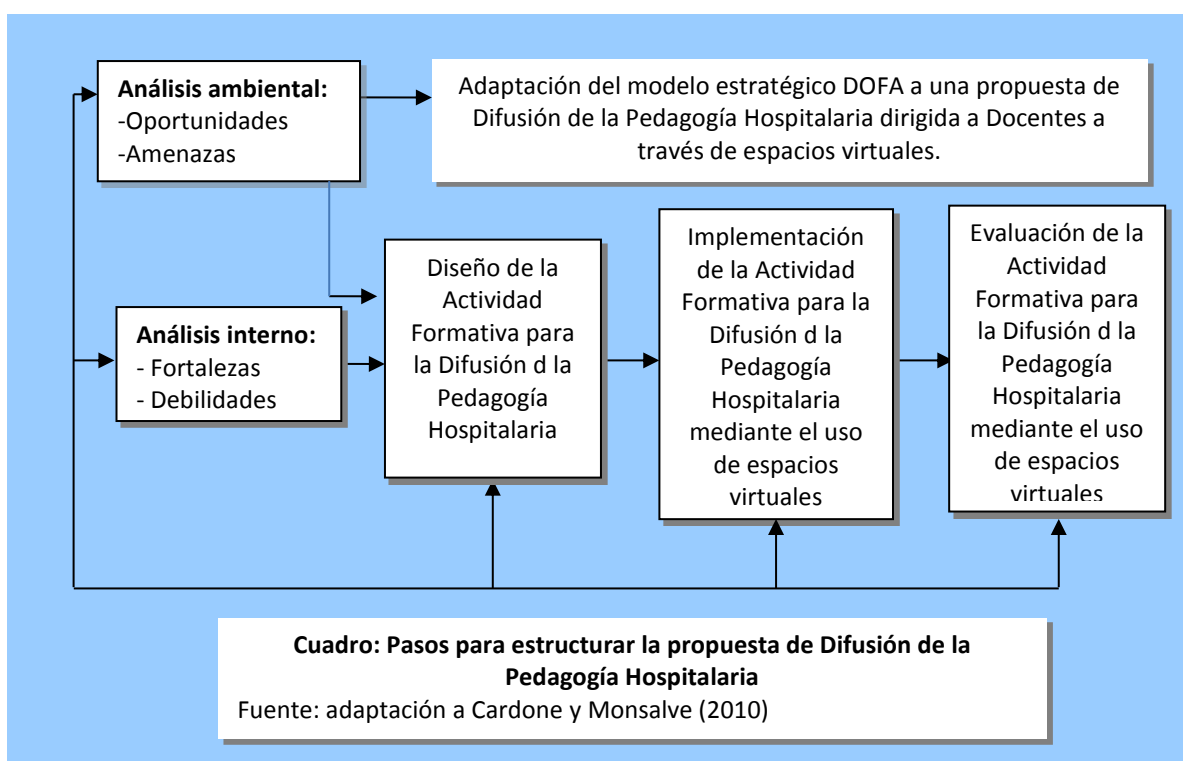 Análisis ambiental:
-Oportunidades
-Amenazas
Adaptación del modelo estratégico DOFA a una propuesta de
Difusión de la Pedagogía Hospitalaria dirigida a Docentes a
través de espacios virtuales.
Análisis interno:
- Fortalezas
- Debilidades
Diseño de la
Actividad
Formativa para
la Difusión d la
Pedagogía
Hospitalaria
Implementación
de la Actividad
Formativa para la
Difusión d la
Pedagogía
Hospitalaria
mediante el uso
de espacios
virtuales
Evaluación de la
Actividad
Formativa para
la Difusión d la
Pedagogía
Hospitalaria
mediante el uso
de espacios
virtuales
Cuadro: Pasos para estructurar la propuesta de Difusión de la
Pedagogía Hospitalaria
Fuente: adaptación a Cardone y Monsalve (2010)